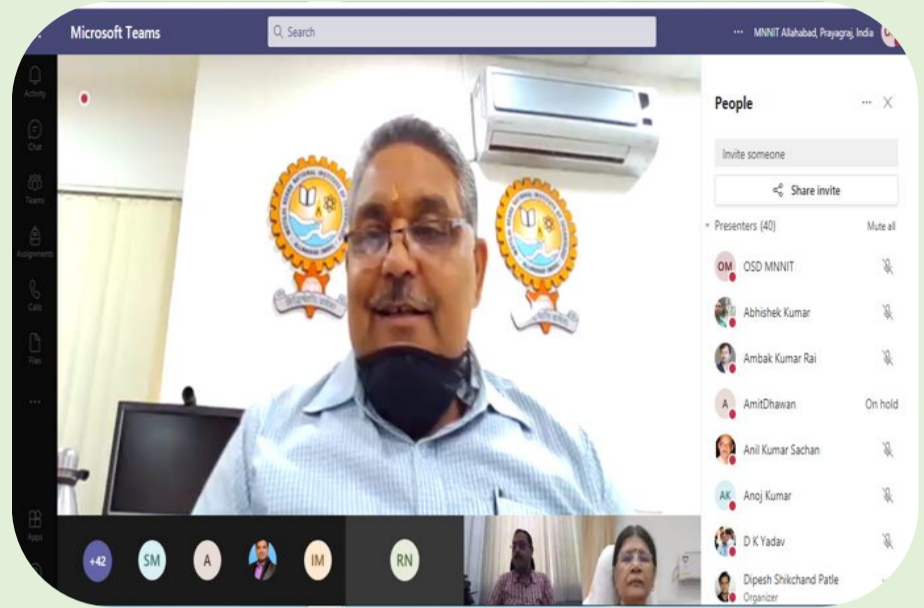 Microsoft Teams
Search
MNNIT Allahabad, Prayagraj, India
Activity
Chat
Teams
Assignments
Calls
Files
Apps
People
Invite someone
Share invite
Presenters (40)
Mute all
OM
OSD MNNIT
Abhishek Kumar
Ambak Kumar Rai
A
AmitDhawan
On hold
Anil Kumar Sachan
AK
Anoj Kumar
D K Yadav
Dipesh Shikchand Patle
Organizer
+42
SM
A
IM
RN